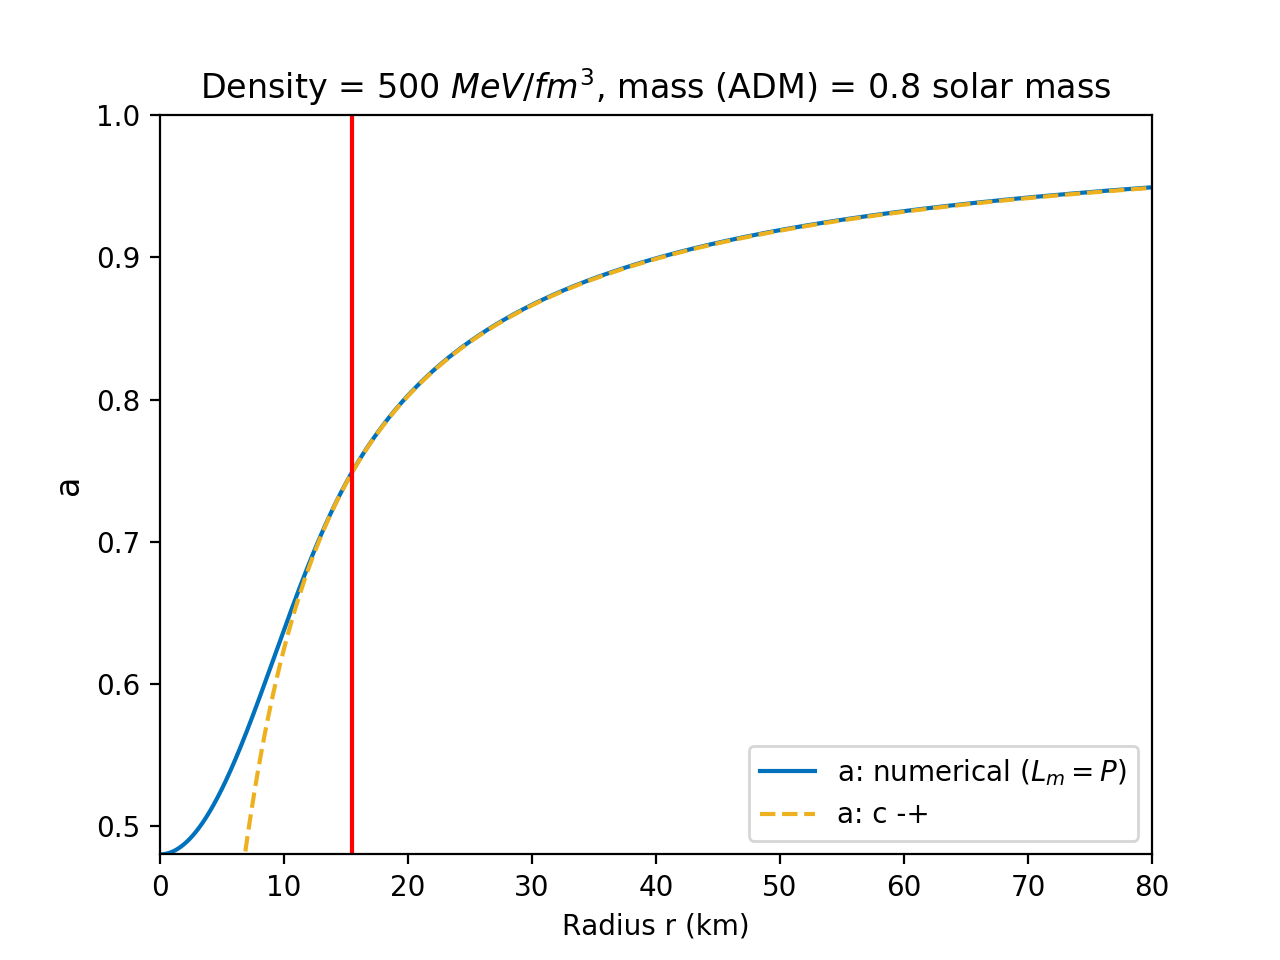 Density = 500 MeV/fm³, mass (ADM) = 0.8 solar mass
1.0
0.9
0.8
0.7
0.6
0.5
a
a: numerical (Lₘ = P)
a: c -+
0 10 20 30 40 50 60 70 80
Radius r (km)